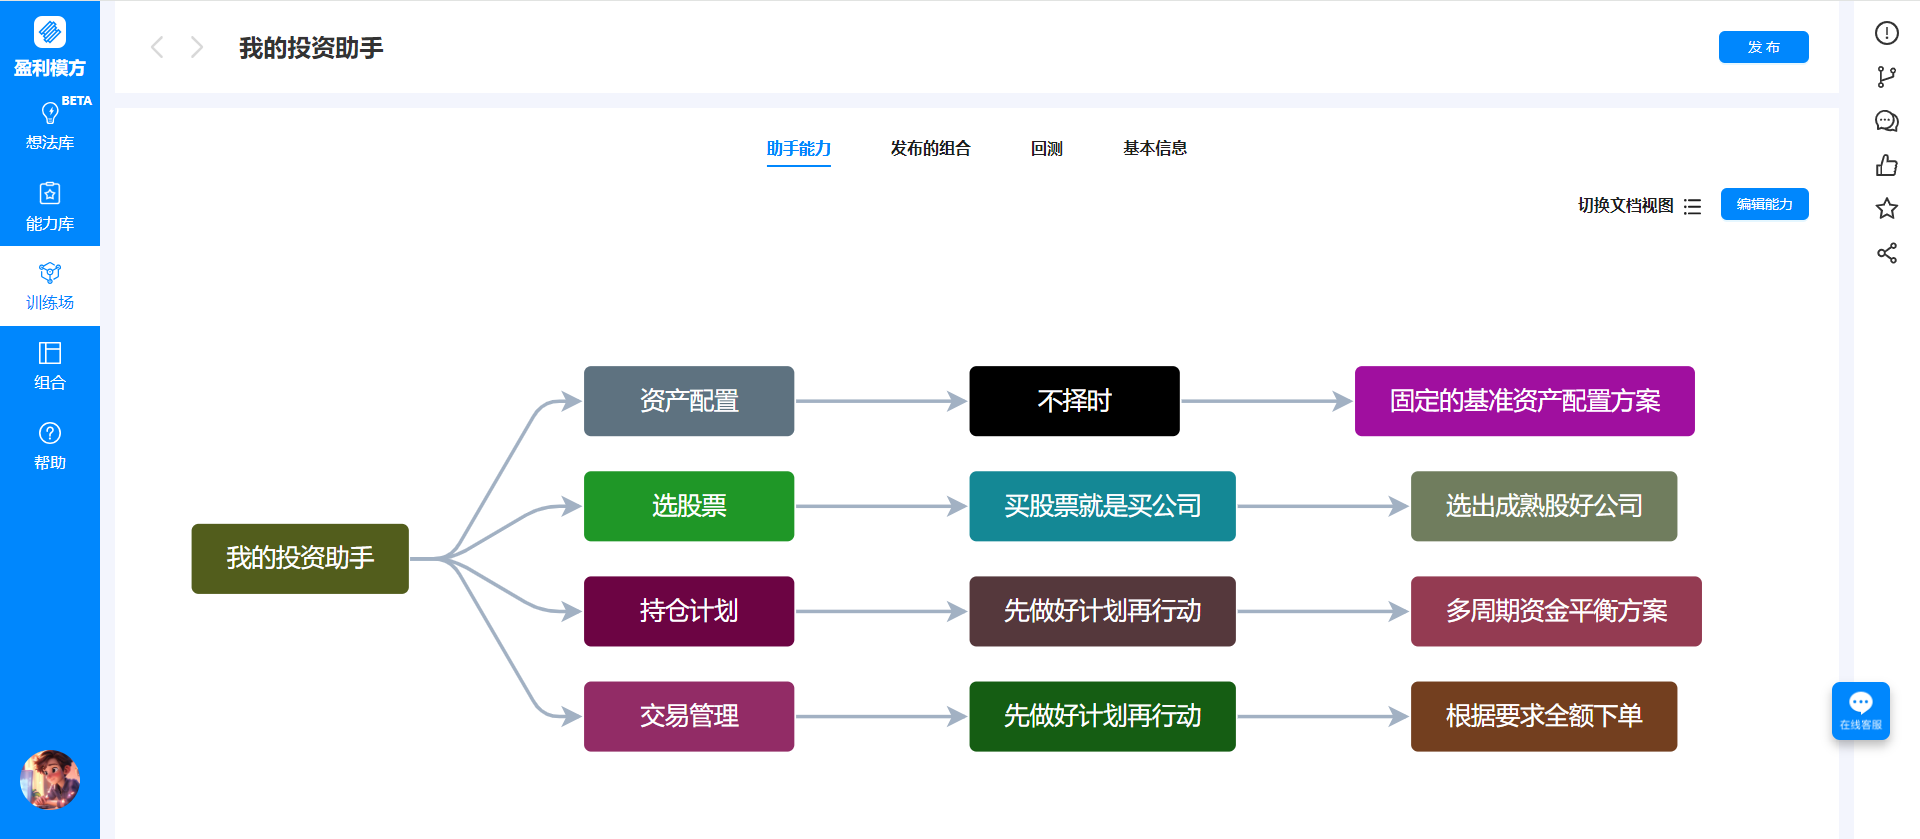 盈利模方
BETA
想法库
能力库
训练场
组合
帮助
我的投资助手
发布
助手能力
发布的组合
回测
基本信息
切换文档视图
编辑能力
我的投资助手
资产配置
不择时
固定的基准资产配置方案
选股票
买股票就是买公司
选出成熟股好公司
持仓计划
先做好计划再行动
多周期资金平衡方案
交易管理
先做好计划再行动
根据要求全额下单
在线客服